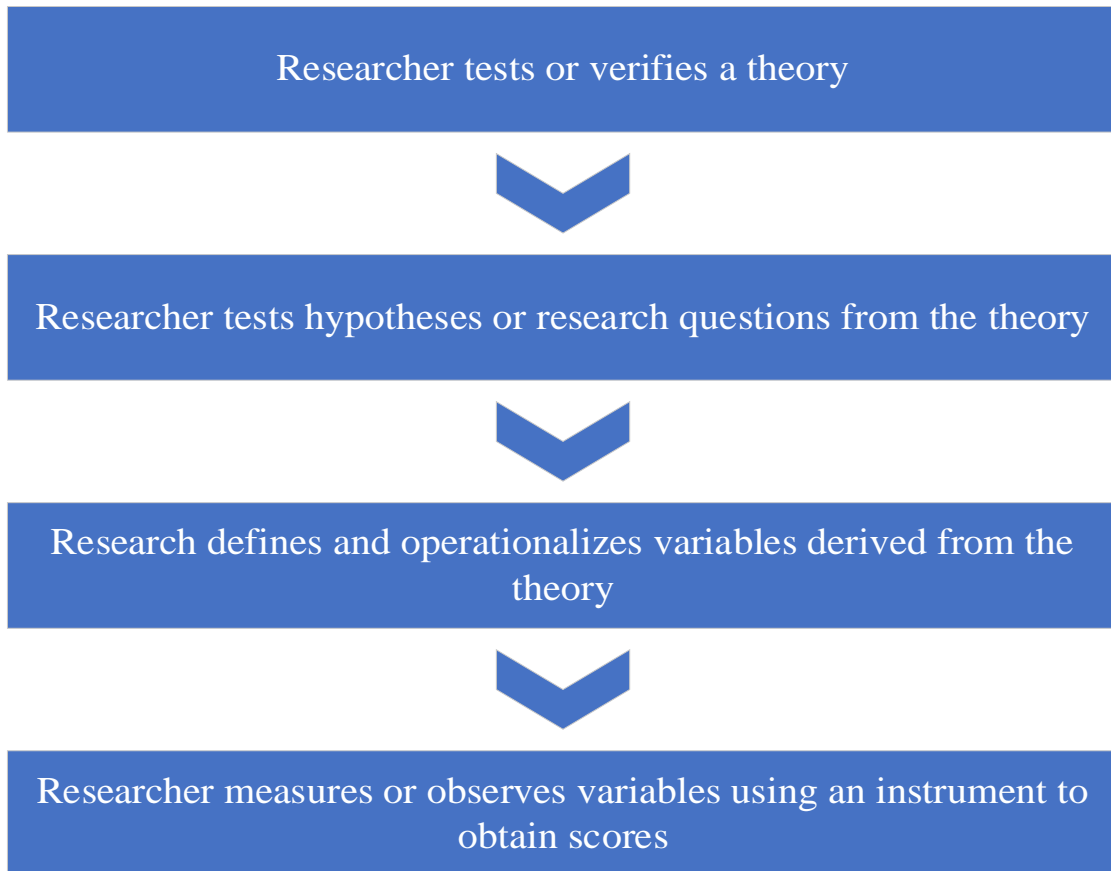 Researcher tests or verifies a theory
Researcher tests hypotheses or research questions from the theory
Research defines and operationalizes variables derived from the
theory
Researcher measures or observes variables using an instrument to
obtain scores